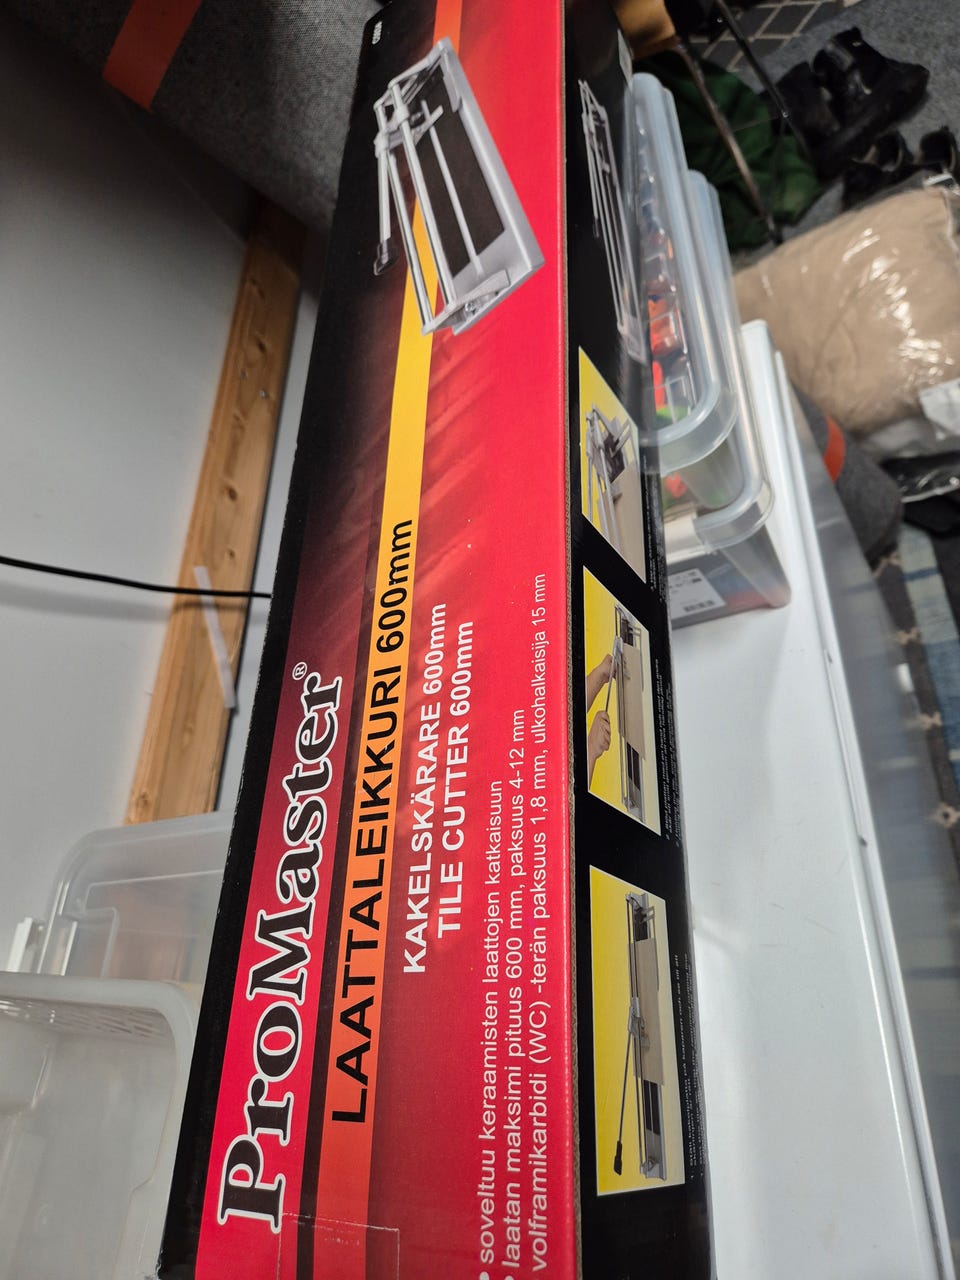 ProMaster®
LAATTALEIKKURI 600mm
KAKELSKÄRARE 600mm
TILE CUTTER 600mm
• soveltuu keraamisten laattojen katkaisuun
• laatan maksimi pituus 600 mm, paksuus 4-12 mm
volframikarbidi (WC) -terän paksuus 1,8 mm, ulkohalkaisija 15 mm